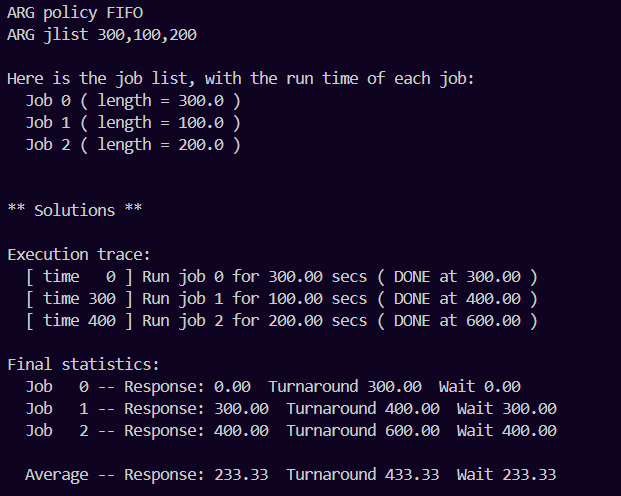 ARG policy FIFO
ARG jlist 300,100,200
Here is the job list, with the run time of each job:
Job 0 ( length = 300.0 )
Job 1 ( length = 100.0 )
Job 2 ( length = 200.0 )
** Solutions **
Execution trace:
[ time   0 ] Run job 0 for 300.00 secs ( DONE at 300.00 )
[ time 300 ] Run job 1 for 100.00 secs ( DONE at 400.00 )
[ time 400 ] Run job 2 for 200.00 secs ( DONE at 600.00 )
Final statistics:
Job   0 -- Response: 0.00  Turnaround 300.00  Wait 0.00
Job   1 -- Response: 300.00  Turnaround 400.00  Wait 300.00
Job   2 -- Response: 400.00  Turnaround 600.00  Wait 400.00
Average -- Response: 233.33  Turnaround 433.33  Wait 233.33